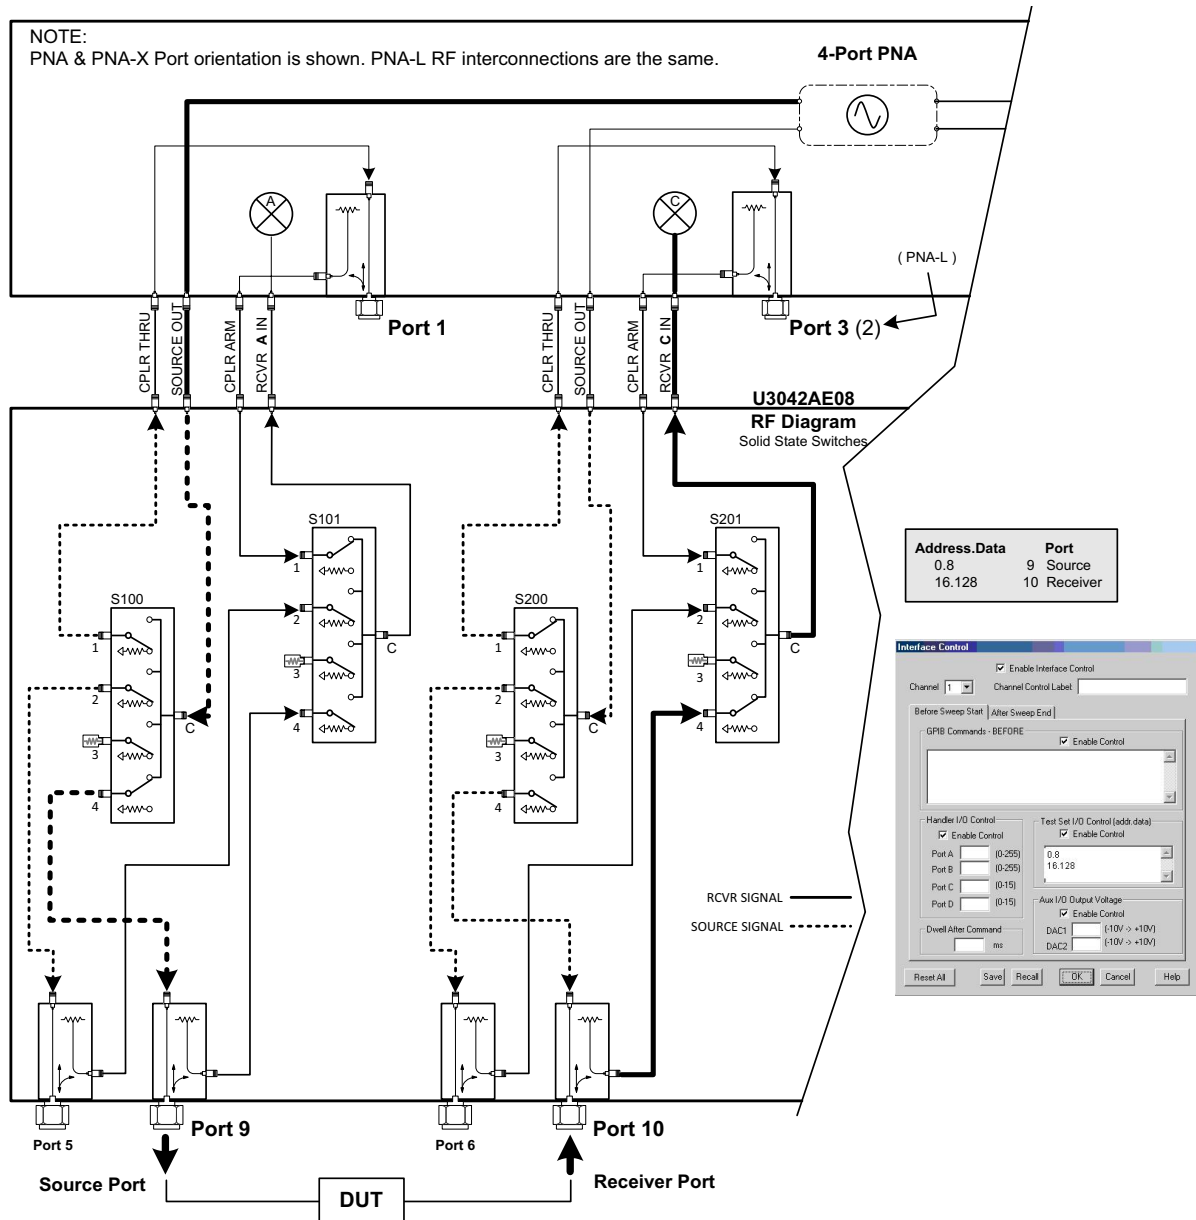 NOTE:
PNA & PNA-X Port orientation is shown. PNA-L RF interconnections are the same.
4-Port PNA
A
C
( PNA-L )
Port 1
Port 3 (2)
CPLR THRU
SOURCE OUT
CPLR ARM
RCVR A IN
CPLR THRU
SOURCE OUT
CPLR ARM
RCVR C IN
U3042AE08
RF Diagram
Solid State Switches
S101
1
2
3
4
C
S201
1
2
3
4
C
S100
1
2
3
4
C
S200
1
2
3
4
C
Address.Data Port
0.8 9 Source
16.128 10 Receiver
Interface Control
Enable Interface Control
Channel 1 Channel Control Label
Before Sweep Start After Sweep End
GPIB Commands - BEFORE
Enable Control
Handler I/O Control
Enable Control
Port A (0-255)
Port B (0-255)
Port C (0-15)
Port D (0-15)
Test Set I/O Control (addr.data)
Enable Control
0.8
16.128
Aux I/O Output Voltage
Enable Control
DAC1 (-10V -> +10V)
DAC2 (-10V -> +10V)
Dwell After Command
ms
Reset All Save Recall OK Cancel Help
RCVR SIGNAL
SOURCE SIGNAL
Port 5
Port 9
Port 6
Port 10
Source Port
DUT
Receiver Port